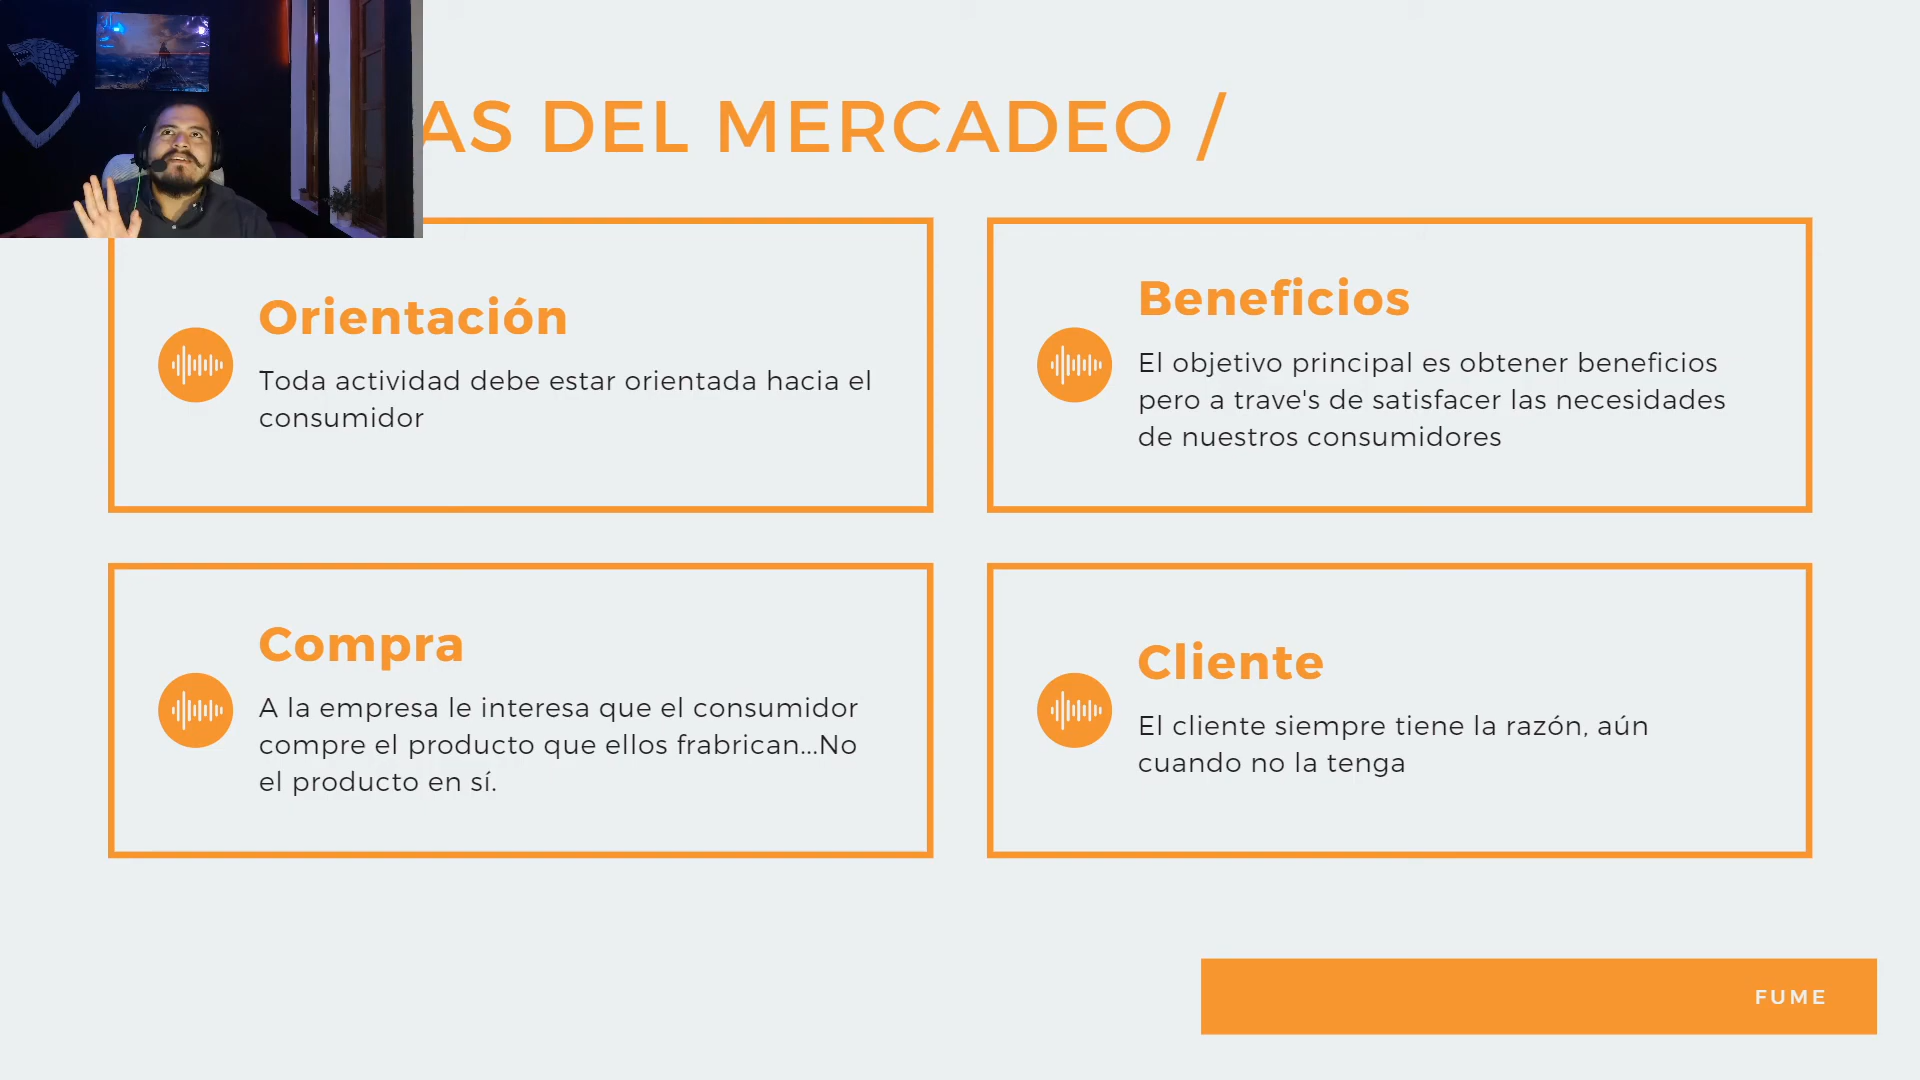 AS DEL MERCADEO /
Orientación
Toda actividad debe estar orientada hacia el
consumidor
Beneficios
El objetivo principal es obtener beneficios
pero a trave's de satisfacer las necesidades
de nuestros consumidores
Compra
A la empresa le interesa que el consumidor
compre el producto que ellos frabrican...No
el producto en sí.
Cliente
El cliente siempre tiene la razón, aún
cuando no la tenga
FUME